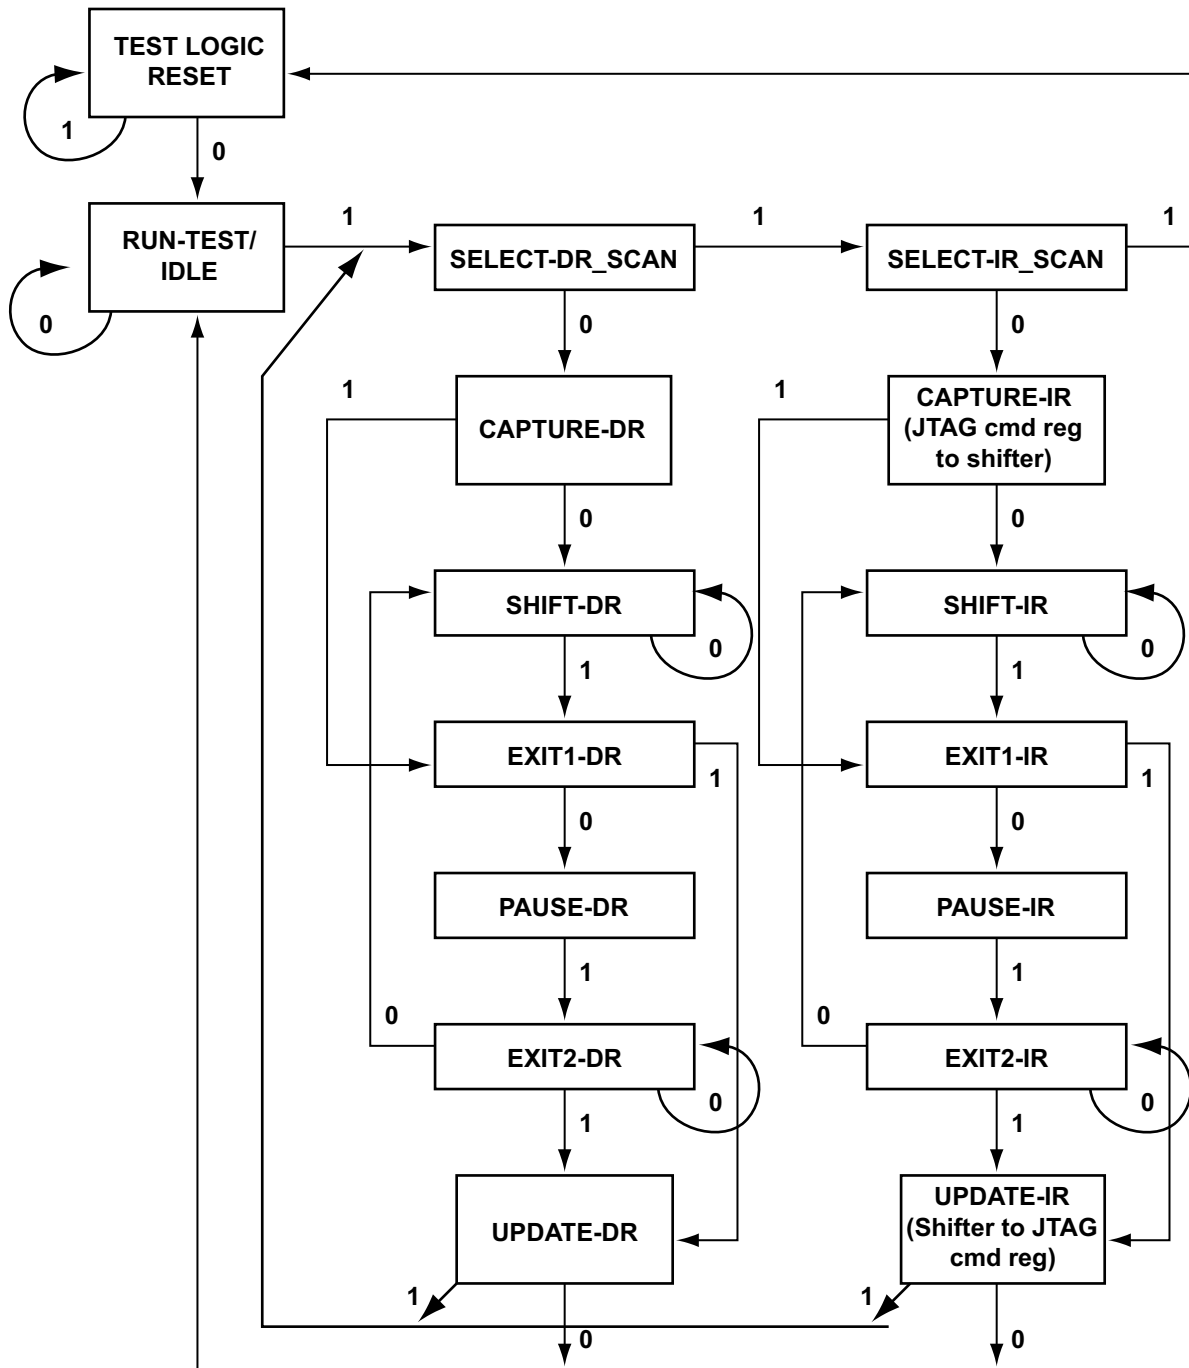 TEST LOGIC
RESET
1
0
RUN-TEST/
IDLE
0
1
SELECT-DR_SCAN
1
SELECT-IR_SCAN
1
0
0
1
CAPTURE-DR
1
CAPTURE-IR
(JTAG cmd reg
to shifter)
0
0
SHIFT-DR
0
SHIFT-IR
0
1
1
EXIT1-DR
1
EXIT1-IR
1
0
0
PAUSE-DR
PAUSE-IR
1
1
0
EXIT2-DR
0
0
EXIT2-IR
0
1
1
UPDATE-DR
UPDATE-IR
(Shifter to JTAG
cmd reg)
1
1
0
0